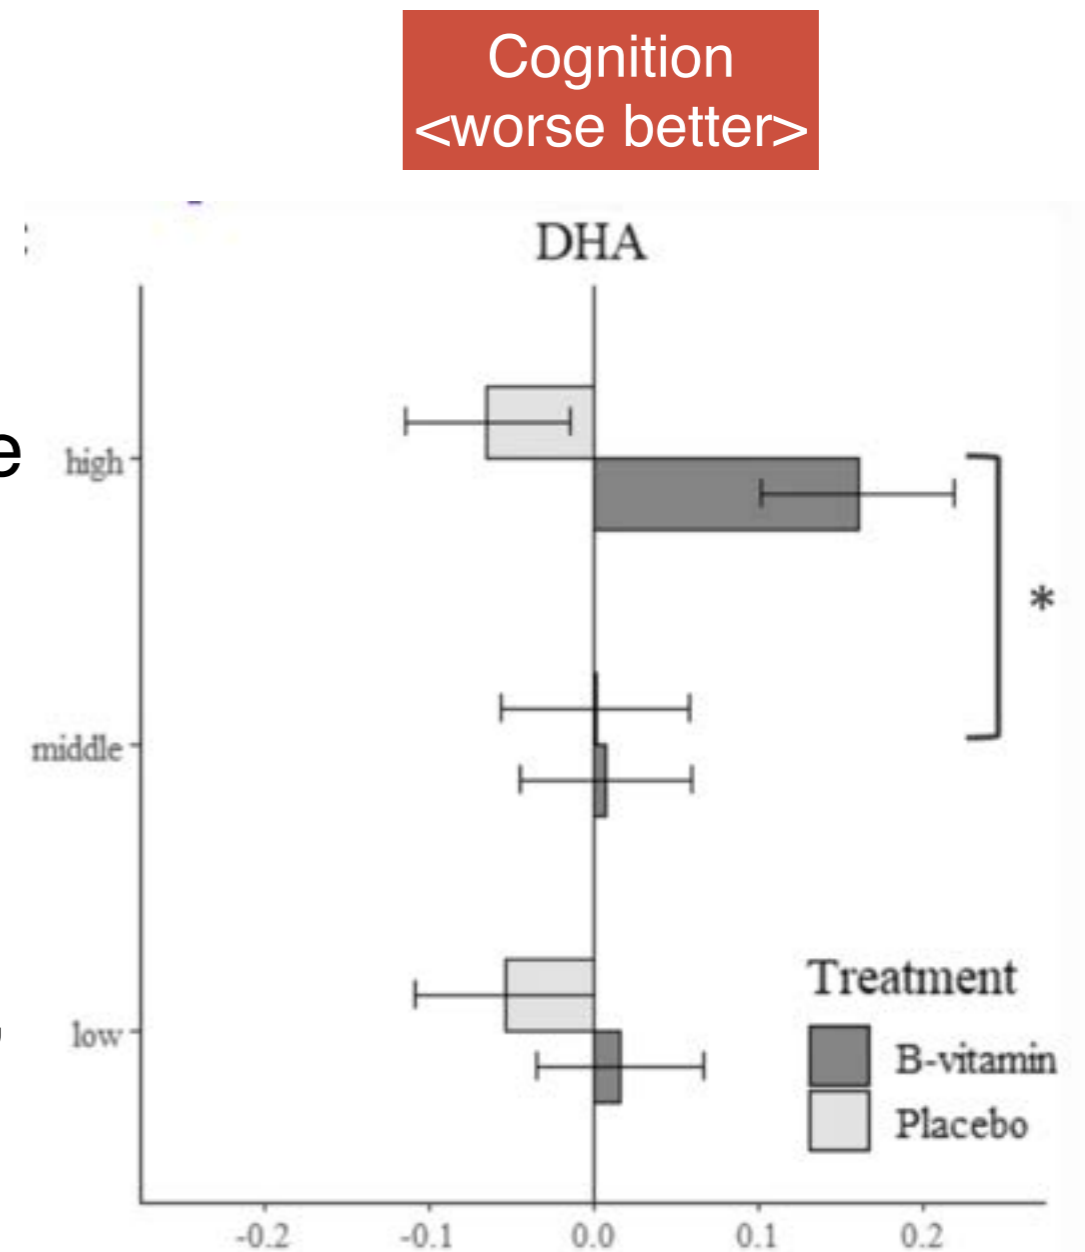 Cognition
<worse better>
DHA
e
high
*
middle
low
Treatment
B-vitamin
Placebo
-0.2 -0.1 0.0 0.1 0.2